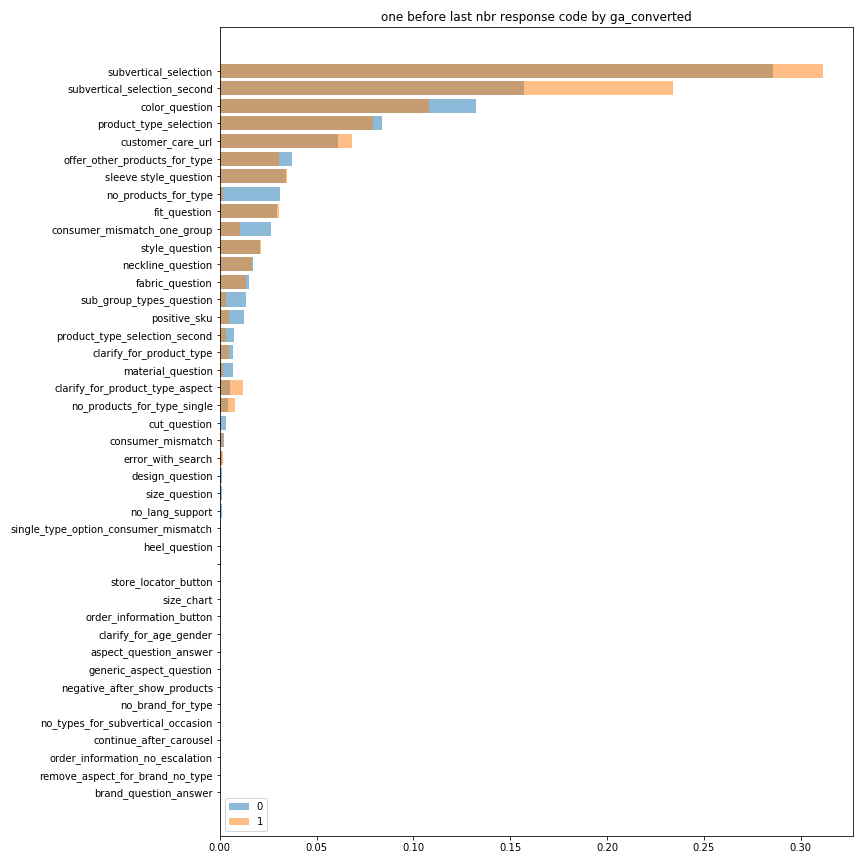 one before last nbr response code by ga_converted
subvertical_selection
subvertical_selection_second
color_question
product_type_selection
customer_care_url
offer_other_products_for_type
sleeve style_question
no_products_for_type
fit_question
consumer_mismatch_one_group
style_question
neckline_question
fabric_question
sub_group_types_question
positive_sku
product_type_selection_second
clarify_for_product_type
material_question
clarify_for_product_type_aspect
no_products_for_type_single
cut_question
consumer_mismatch
error_with_search
design_question
size_question
no_lang_support
single_type_option_consumer_mismatch
heel_question
store_locator_button
size_chart
order_information_button
clarify_for_age_gender
aspect_question_answer
generic_aspect_question
negative_after_show_products
no_brand_for_type
no_types_for_subvertical_occasion
continue_after_carousel
order_information_no_escalation
remove_aspect_for_brand_no_type
brand_question_answer
0
1
0.00 0.05 0.10 0.15 0.20 0.25 0.30